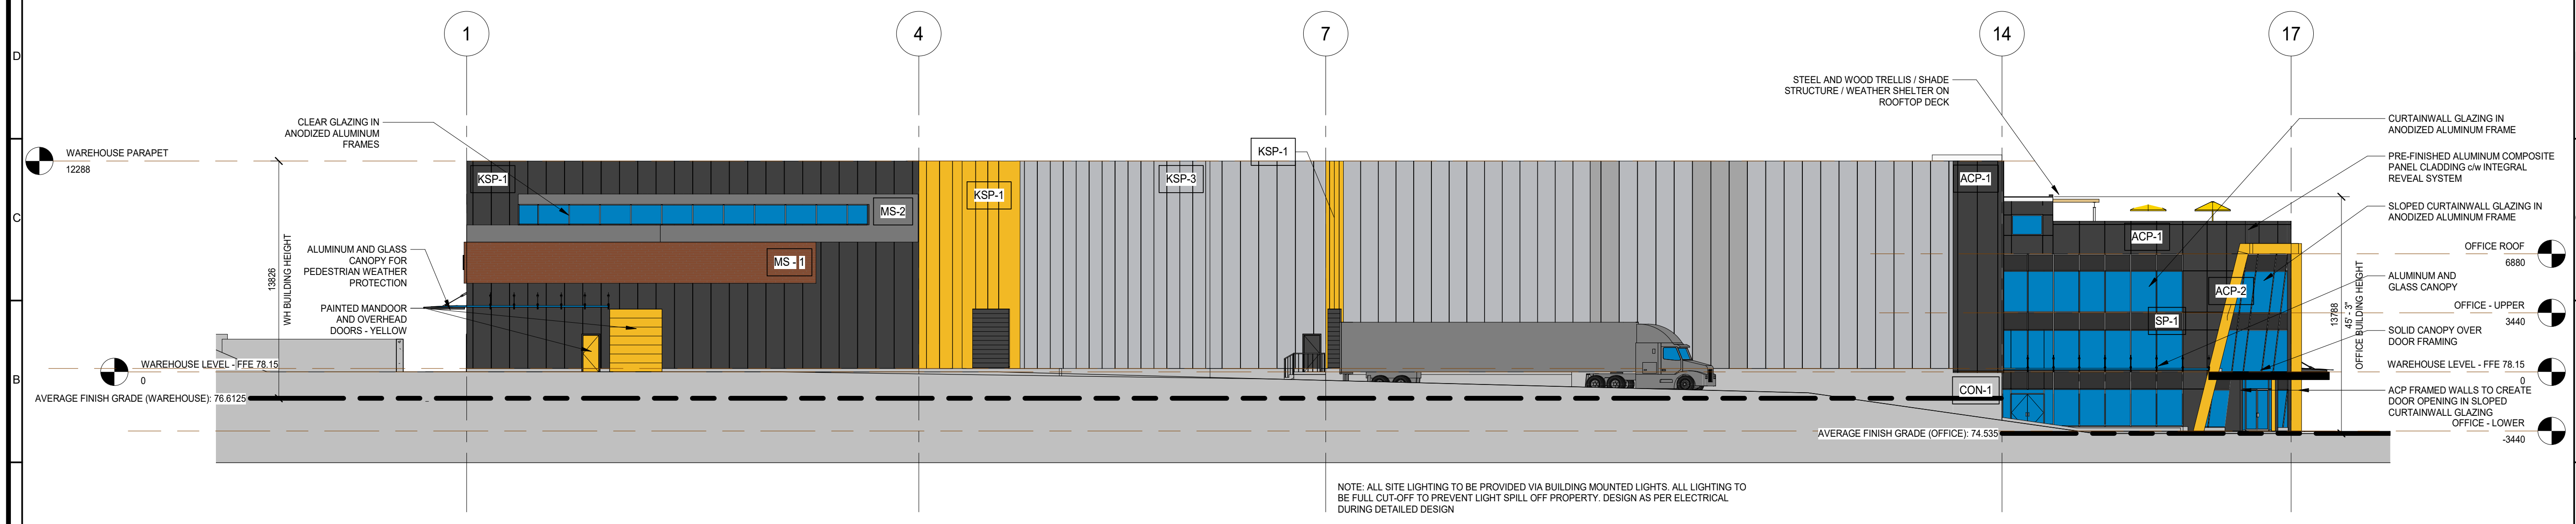 D
C
B
1
4
7
14
17
STEEL AND WOOD TRELLIS / SHADE
STRUCTURE / WEATHER SHELTER ON
ROOFTOP DECK
CLEAR GLAZING IN
ANODIZED ALUMINUM
FRAMES
CURTAINWALL GLAZING IN
ANODIZED ALUMINUM FRAME
WAREHOUSE PARAPET
12288
KSP-1
KSP-1
KSP-3
KSP-1
ACP-1
PRE-FINISHED ALUMINUM COMPOSITE
PANEL CLADDING c/w INTEGRAL
REVEAL SYSTEM
MS-2
SLOPED CURTAINWALL GLAZING IN
ANODIZED ALUMINUM FRAME
ALUMINUM AND GLASS
CANOPY FOR
PEDESTRIAN WEATHER
PROTECTION
MS - 1
ACP-1
OFFICE ROOF
6880
13826
WH BUILDING HEIGHT
ACP-2
ALUMINUM AND
GLASS CANOPY
PAINTED MANDOOR
AND OVERHEAD
DOORS - YELLOW
SP-1
13788
45' - 3"
OFFICE BUILDING HEIGHT
OFFICE - UPPER
3440
SOLID CANOPY OVER
DOOR FRAMING
WAREHOUSE LEVEL - FFE 78.15
0
WAREHOUSE LEVEL - FFE 78.15
0
CON-1
AVERAGE FINISH GRADE (WAREHOUSE): 76.6125
ACP FRAMED WALLS TO CREATE
DOOR OPENING IN SLOPED
CURTAINWALL GLAZING
OFFICE - LOWER
-3440
AVERAGE FINISH GRADE (OFFICE): 74.535
NOTE: ALL SITE LIGHTING TO BE PROVIDED VIA BUILDING MOUNTED LIGHTS. ALL LIGHTING TO
BE FULL CUT-OFF TO PREVENT LIGHT SPILL OFF PROPERTY. DESIGN AS PER ELECTRICAL
DURING DETAILED DESIGN